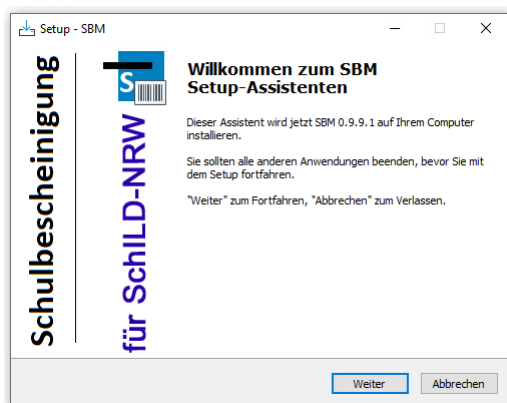 Setup - SBM
Schulbescheinigung
für SchILD-NRW
S
Willkommen zum SBM
Setup-Assistenten
Dieser Assistent wird jetzt SBM 0.9.9.1 auf Ihrem Computer
installieren.
Sie sollten alle anderen Anwendungen beenden, bevor Sie mit
dem Setup fortfahren.
"Weiter" zum Fortfahren, "Abbrechen" zum Verlassen.
Weiter
Abbrechen